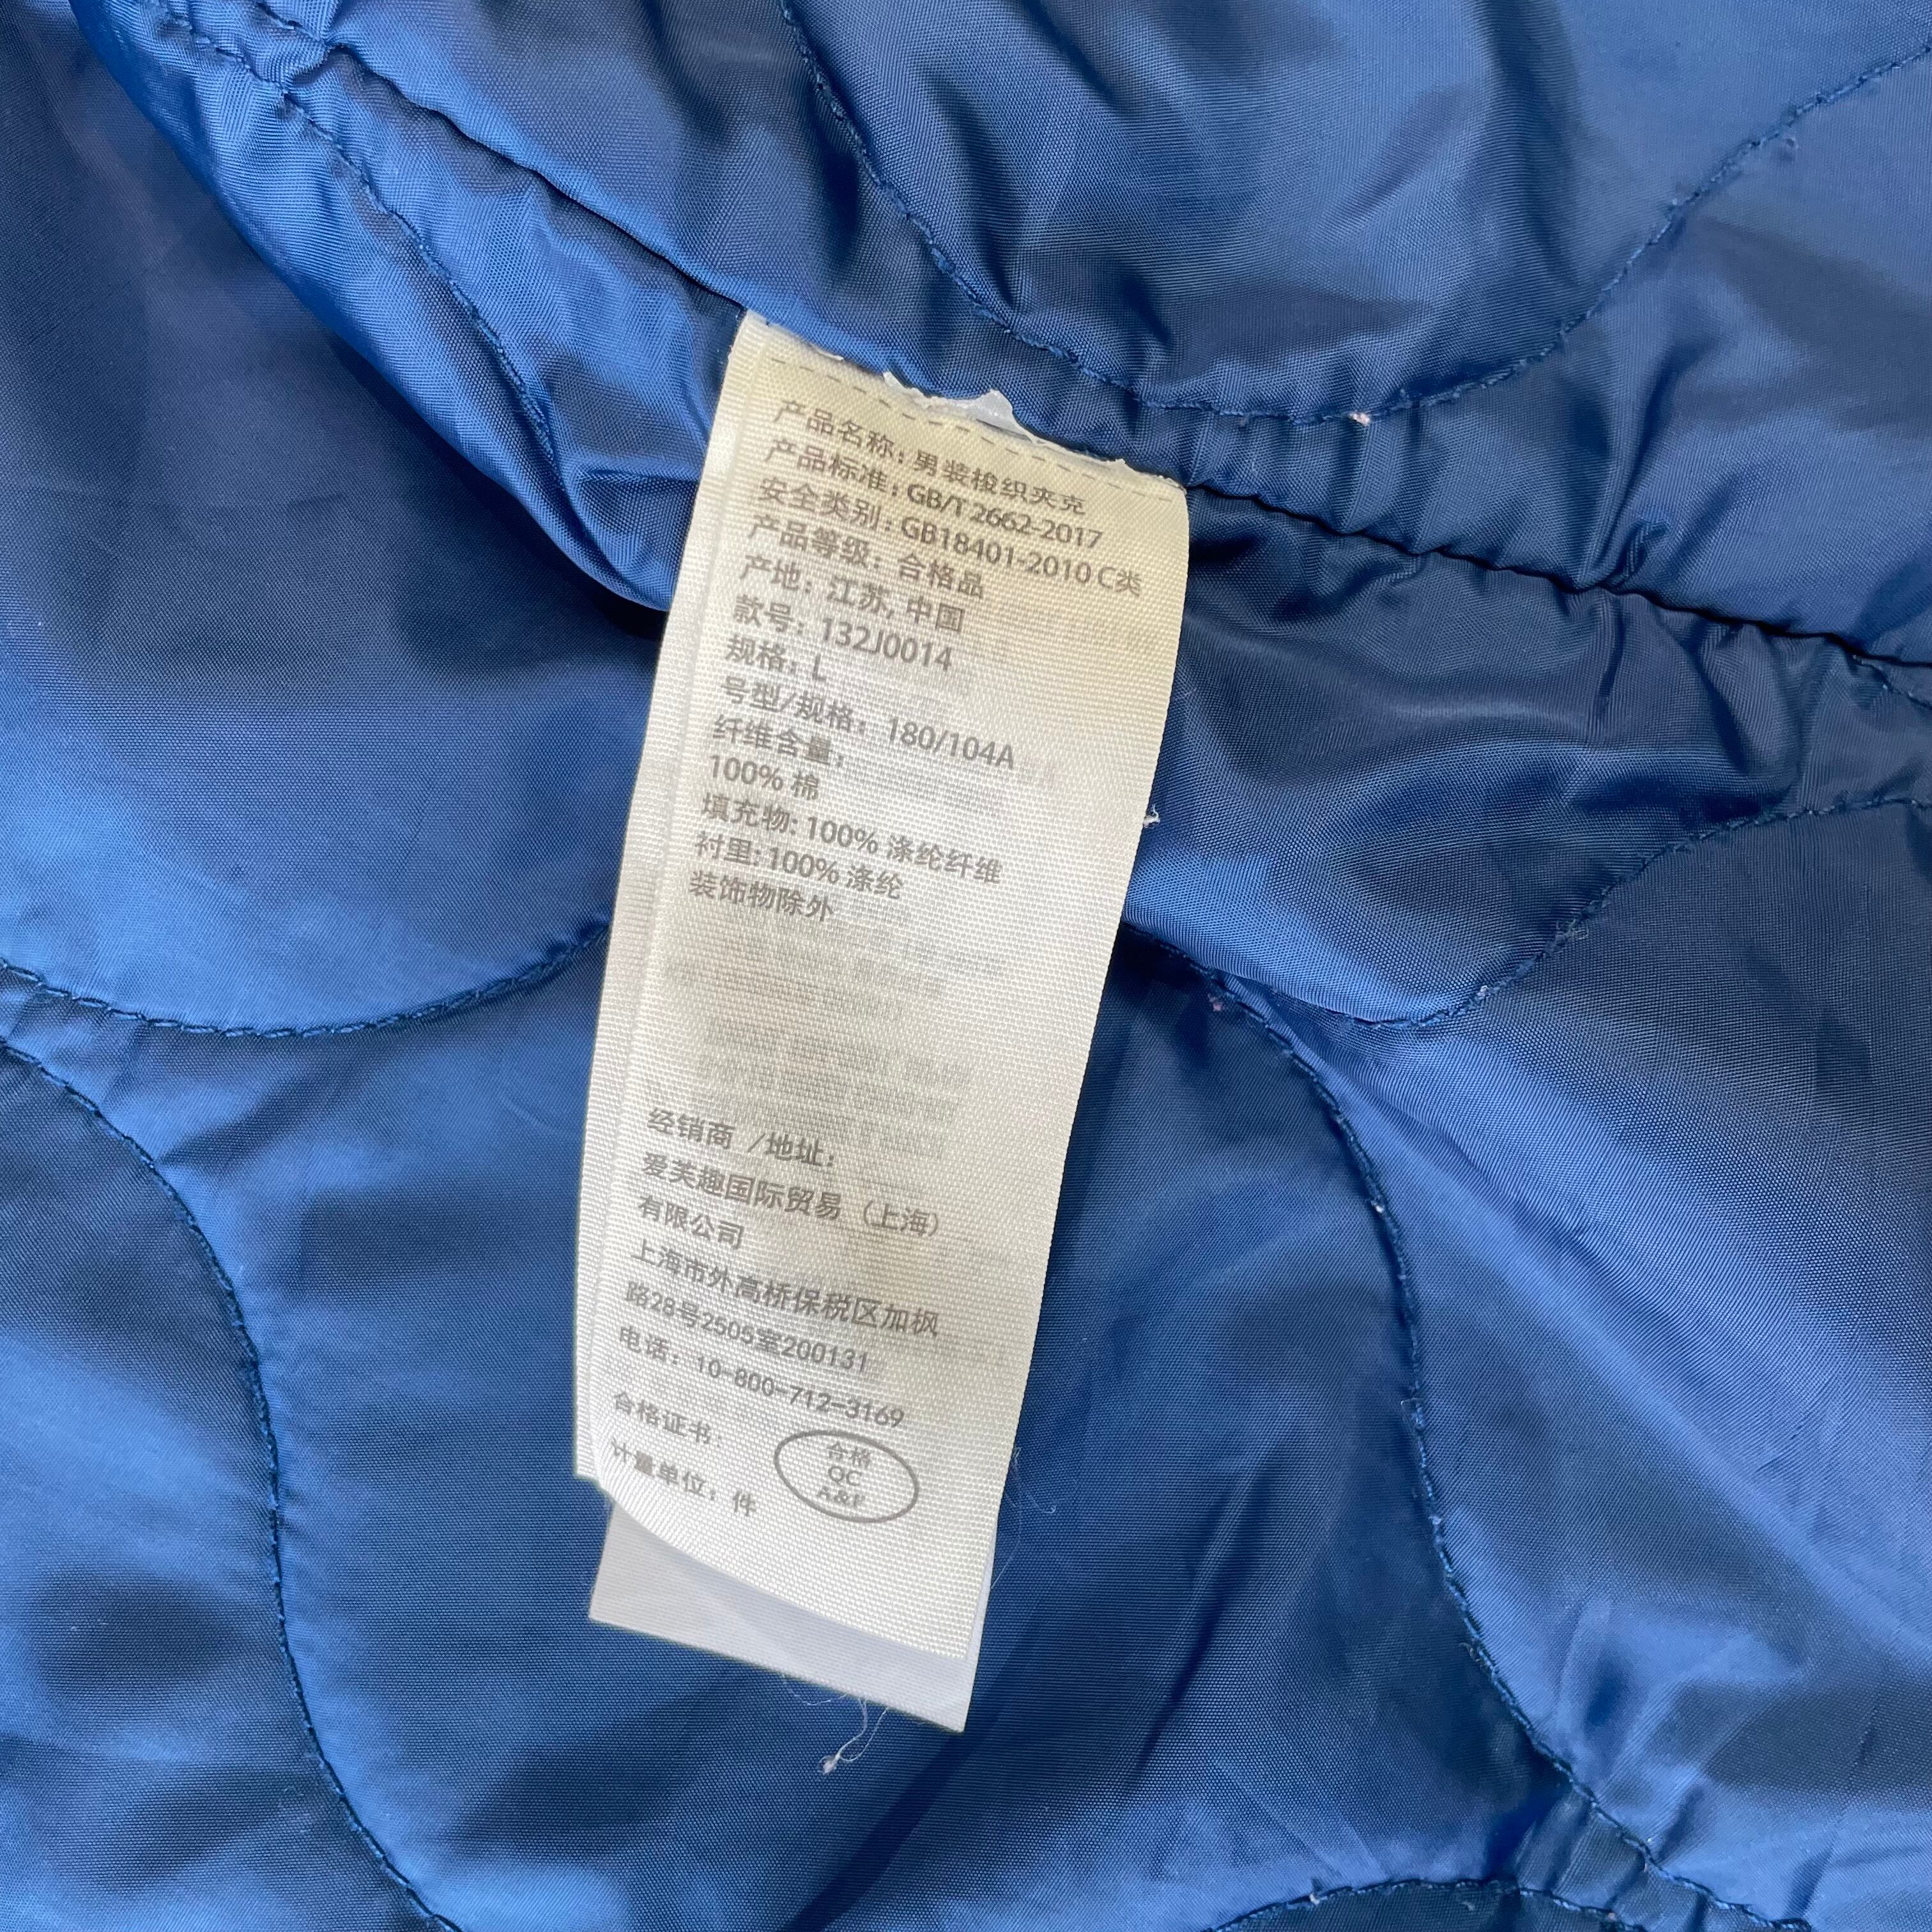 产品名称：男装梭织夹克
产品标准：GB/T 2662-2017
安全类别：GB18401-2010 C类
产品等级：合格品
产地：江苏, 中国
款号：132J0014
规格：L
号型/规格：180/104A
纤维含量：
100% 棉
填充物: 100% 涤纶纤维
衬里: 100% 涤纶
装饰物除外
经销商 /地址：
爱芙趣国际贸易（上海）
有限公司
上海市外高桥保税区加枫
路28号2505室200131
电话：10-800-712-3169
合格证书：
合格
QC
A&F
计量单位：件